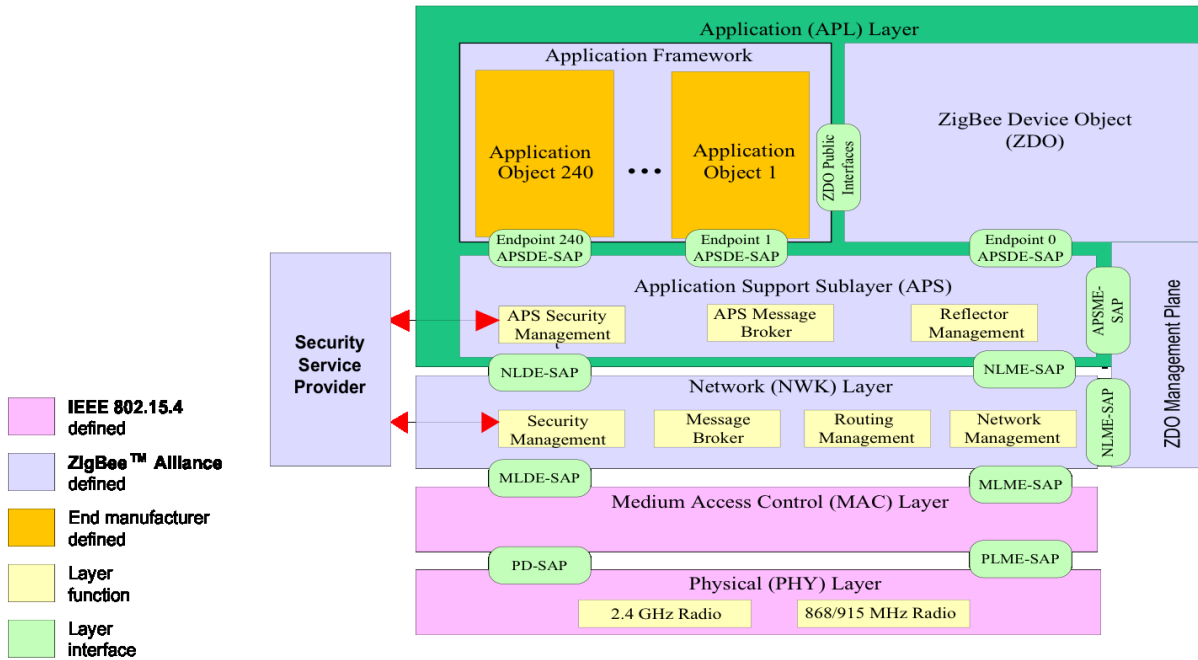 Application (APL) Layer
Application Framework
Application
Object 240
...
Application
Object 1
ZDO Public
Interfaces
ZigBee Device Object
(ZDO)
Endpoint 240
APSDE-SAP
Endpoint 1
APSDE-SAP
Endpoint 0
APSDE-SAP
Application Support Sublayer (APS)
APS Security
Management
APS Message
Broker
Reflector
Management
APSME-
SAP
ZDO Management Plane
Security
Service
Provider
NLDE-SAP
NLME-SAP
Network (NWK) Layer
Security
Management
Message
Broker
Routing
Management
Network
Management
NLME-SAP
MLDE-SAP
MLME-SAP
Medium Access Control (MAC) Layer
PD-SAP
PLME-SAP
Physical (PHY) Layer
2.4 GHz Radio
868/915 MHz Radio
IEEE 802.15.4
defined
ZigBee™ Alliance
defined
End manufacturer
defined
Layer
function
Layer
interface